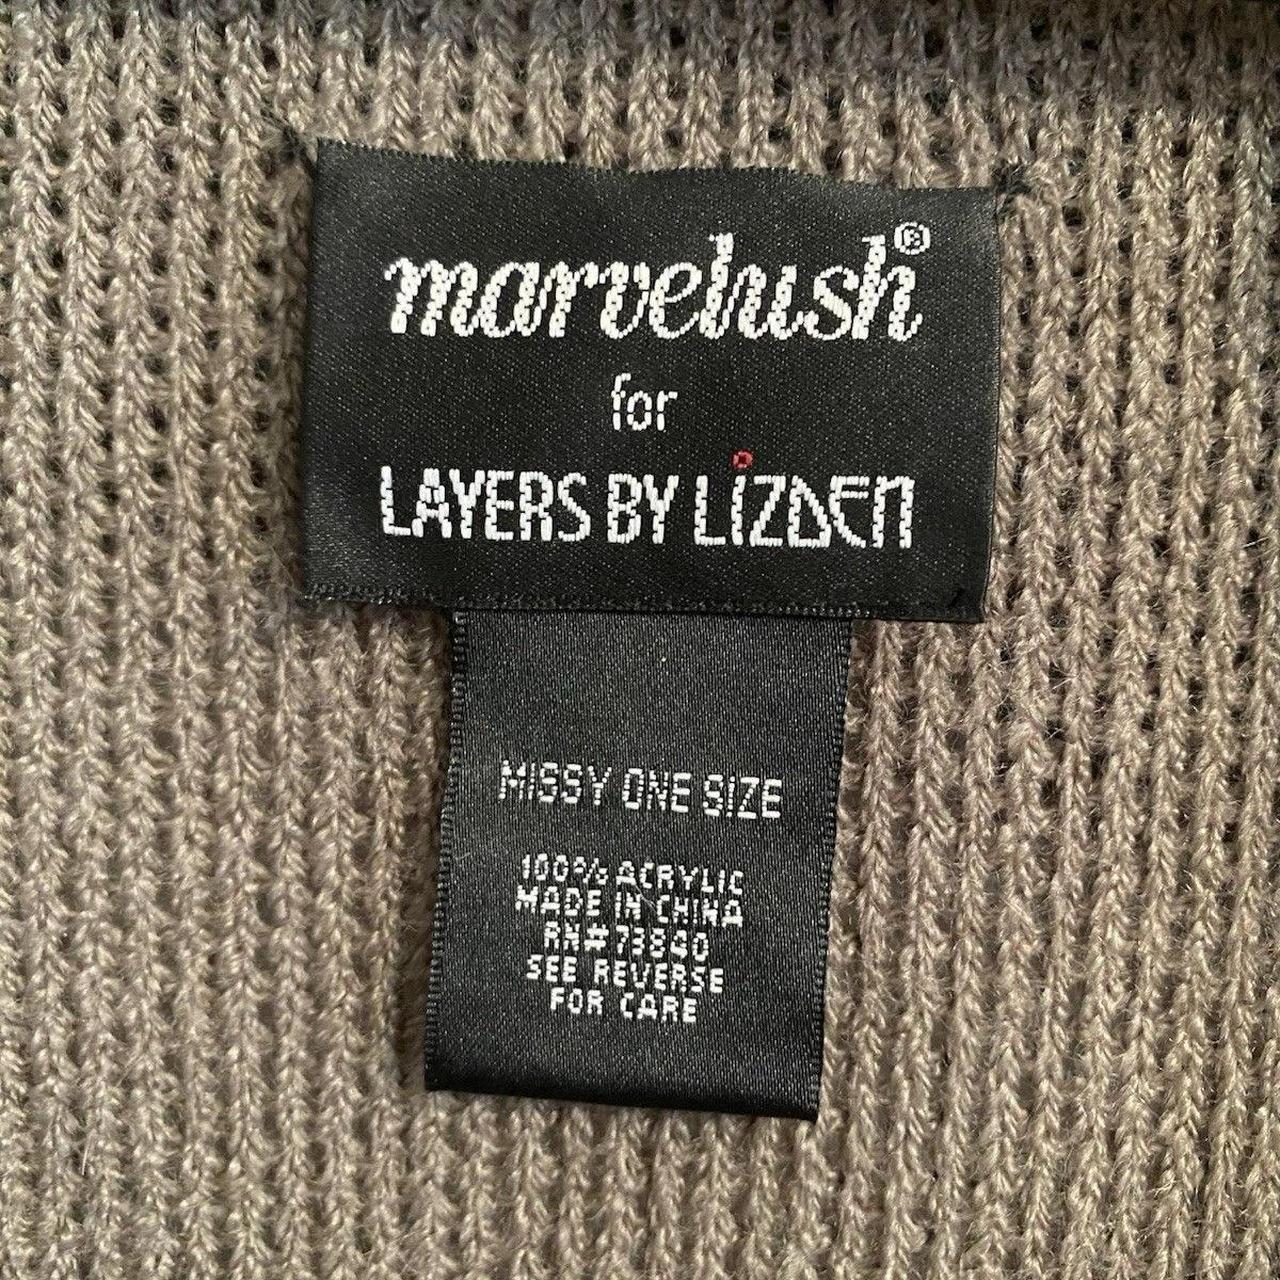 marvelush®
for
LAYERS BY LiZDEN
MISSY ONE SIZE
100% ACRYLIC
MADE IN CHINA
RN# 73840
SEE REVERSE
FOR CARE